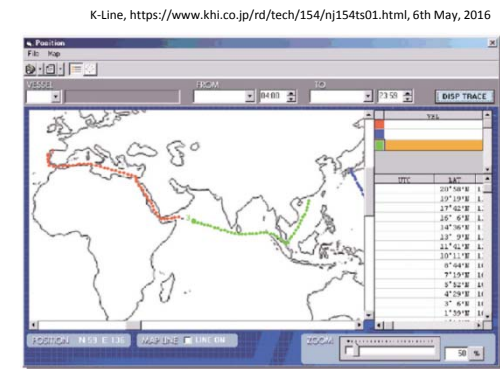 K-Line, https://www.khi.co.jp/rd/tech/154/nj154ts01.html, 6th May, 2016
Position
File Map
VESSEL FROM TO
04:00 23:59 DISP TRACE
UTC LAT
20°50'N
19°19'N
17°42'N
16° 6'N
14°36'N
13° 9'N
11°41'N
10°11'N
8°44'N
7°19'N
5°52'N
4°29'N
3° 6'N
1°39'N
POSITION N 59 E 136 MAP LINE LINE ON ZOOM
50 %